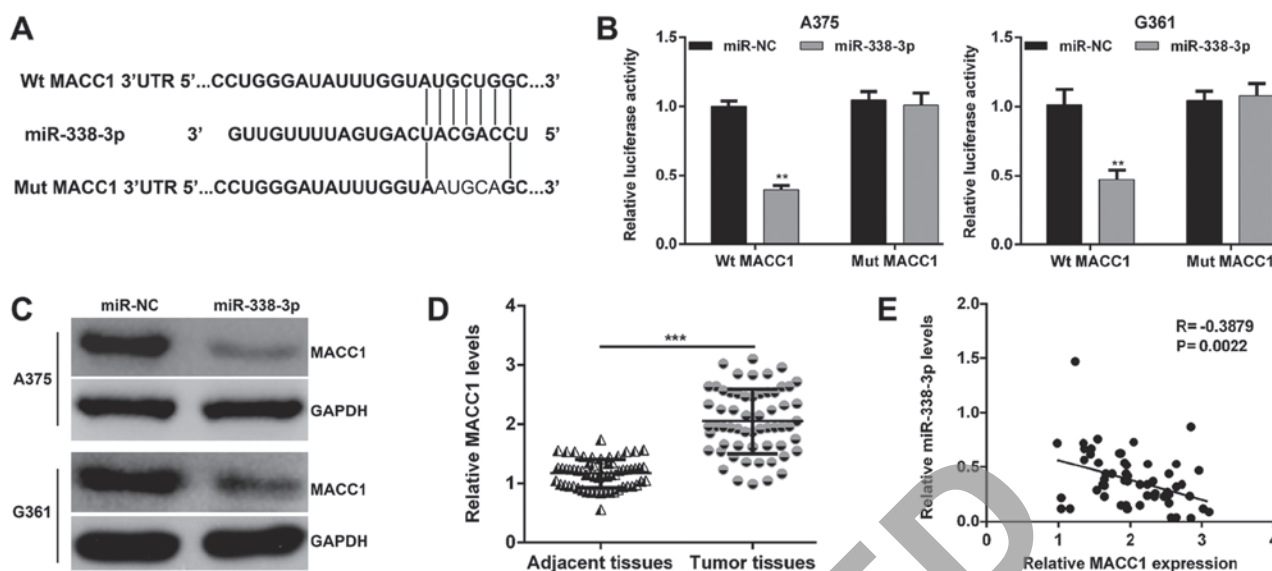 A
Wt MACC1 3'UTR 5'...CCUGGGAUAUUUGGUAUGCUGGC...3'
miR-338-3p 3' GUUGUUUUAGUGACUACGACCU 5'
Mut MACC1 3'UTR 5'...CCUGGGAUAUUUGGUAAUGCAGC...3'
B
A375
miR-NC miR-338-3p
Relative luciferase activity
1.5
1.0
0.5
0.0
Wt MACC1 Mut MACC1
G361
miR-NC miR-338-3p
Relative luciferase activity
1.5
1.0
0.5
0.0
**
**
Wt MACC1 Mut MACC1
C
miR-NC miR-338-3p
A375
MACC1
GAPDH
G361
MACC1
GAPDH
D
Relative MACC1 levels
4
3
2
1
0
***
Adjacent tissues Tumor tissues
E
Relative miR-338-3p levels
2.0
1.5
1.0
0.5
0.0
R= -0.3879
P= 0.0022
0 1 2 3 4
Relative MACC1 expression